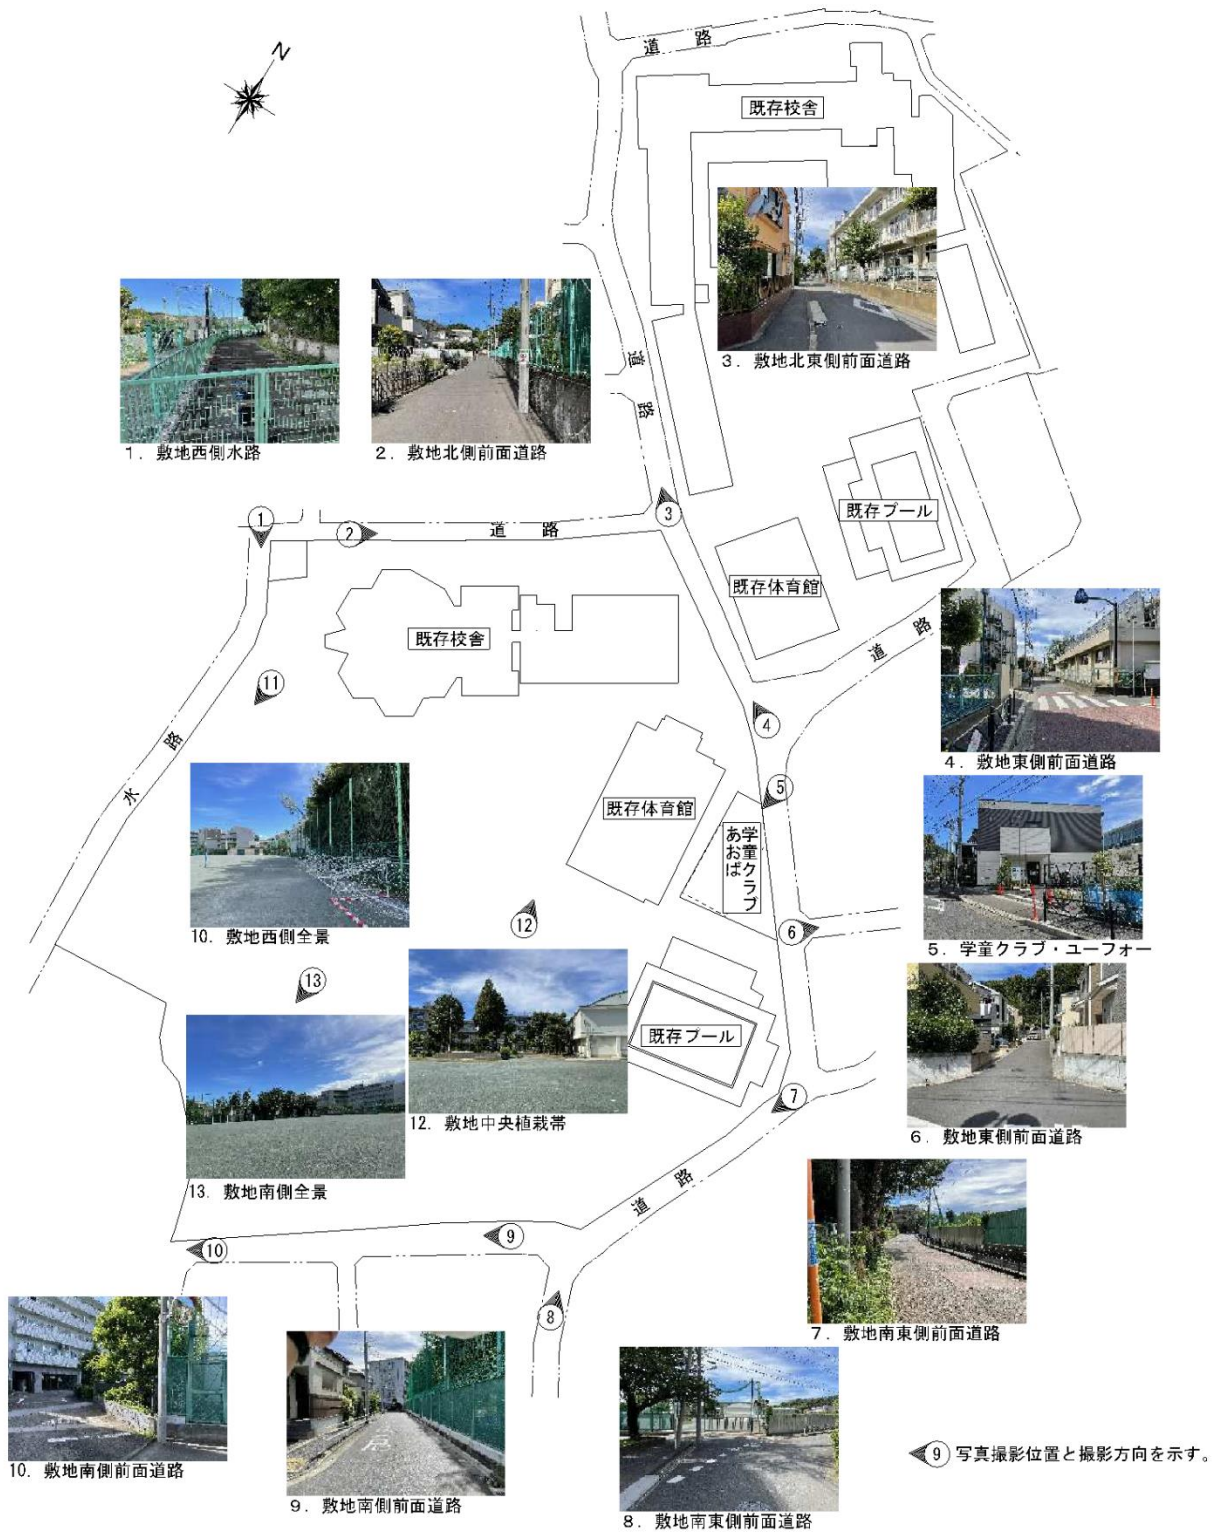 N
道 路
既存校舎
3. 敷地北東側前面道路
道 路
1. 敷地西側水路
2. 敷地北側前面道路
既存プール
1
2
道 路
3
既存体育館
既存校舎
道 路
11
4
4. 敷地東側前面道路
水 路
5
既存体育館
学童クラブ
あおば
10. 敷地西側全景
12
6
5. 学童クラブ・ユーフォー
13
既存プール
12. 敷地中央植栽帯
7
6. 敷地東側前面道路
13. 敷地南側全景
道 路
9
10
8
7. 敷地南東側前面道路
10. 敷地南側前面道路
9. 敷地南側前面道路
8. 敷地南東側前面道路
9 写真撮影位置と撮影方向を示す。